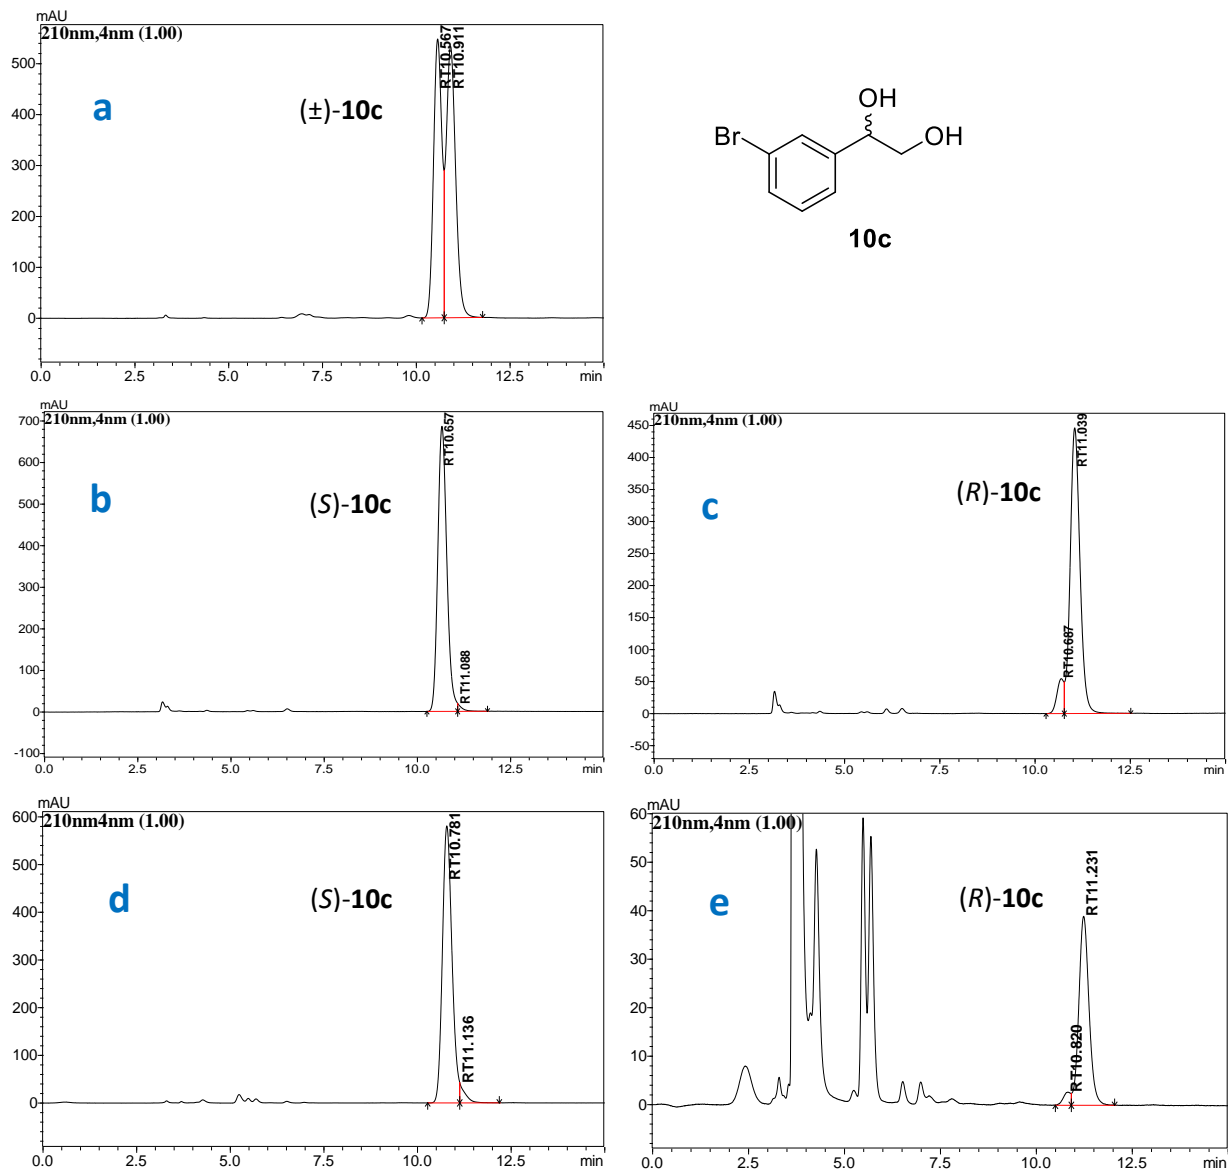 mAU
210nm,4nm (1.00)
RT10.567
RT10.911
a
(±)-10c
500
400
300
200
100
0
0.0 2.5 5.0 7.5 10.0 12.5 min
OH
OH
Br
10c
mAU
210nm,4nm (1.00)
RT10.657
RT11.088
b
(S)-10c
700
600
500
400
300
200
100
0
-100
0.0 2.5 5.0 7.5 10.0 12.5 min
mAU
210nm,4nm (1.00)
RT10.687
RT11.039
c
(R)-10c
450
400
350
300
250
200
150
100
50
0
-50
0.0 2.5 5.0 7.5 10.0 12.5 min
mAU
210nm4nm (1.00)
RT10.781
RT11.136
d
(S)-10c
600
500
400
300
200
100
0
0.0 2.5 5.0 7.5 10.0 12.5 min
mAU
210nm,4nm (1.00)
RT10.820
RT11.231
e
(R)-10c
60
50
40
30
20
10
0
0.0 2.5 5.0 7.5 10.0 12.5 min